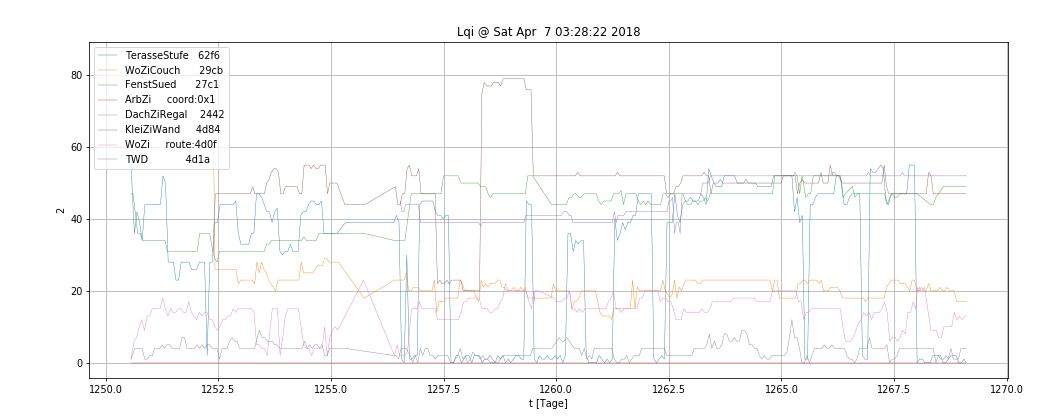 Lqi @ Sat Apr  7 03:28:22 2018
80
60
40
20
0
2
TerasseStufe   62f6
WoZiCouch      29cb
FenstSued      27c1
ArbZi     coord:0x1
DachZiRegal    2442
KleiZiWand     4d84
WoZi     route:4d0f
TWD            4d1a
1250.0 1252.5 1255.0 1257.5 1260.0 1262.5 1265.0 1267.5 1270.0
t [Tage]